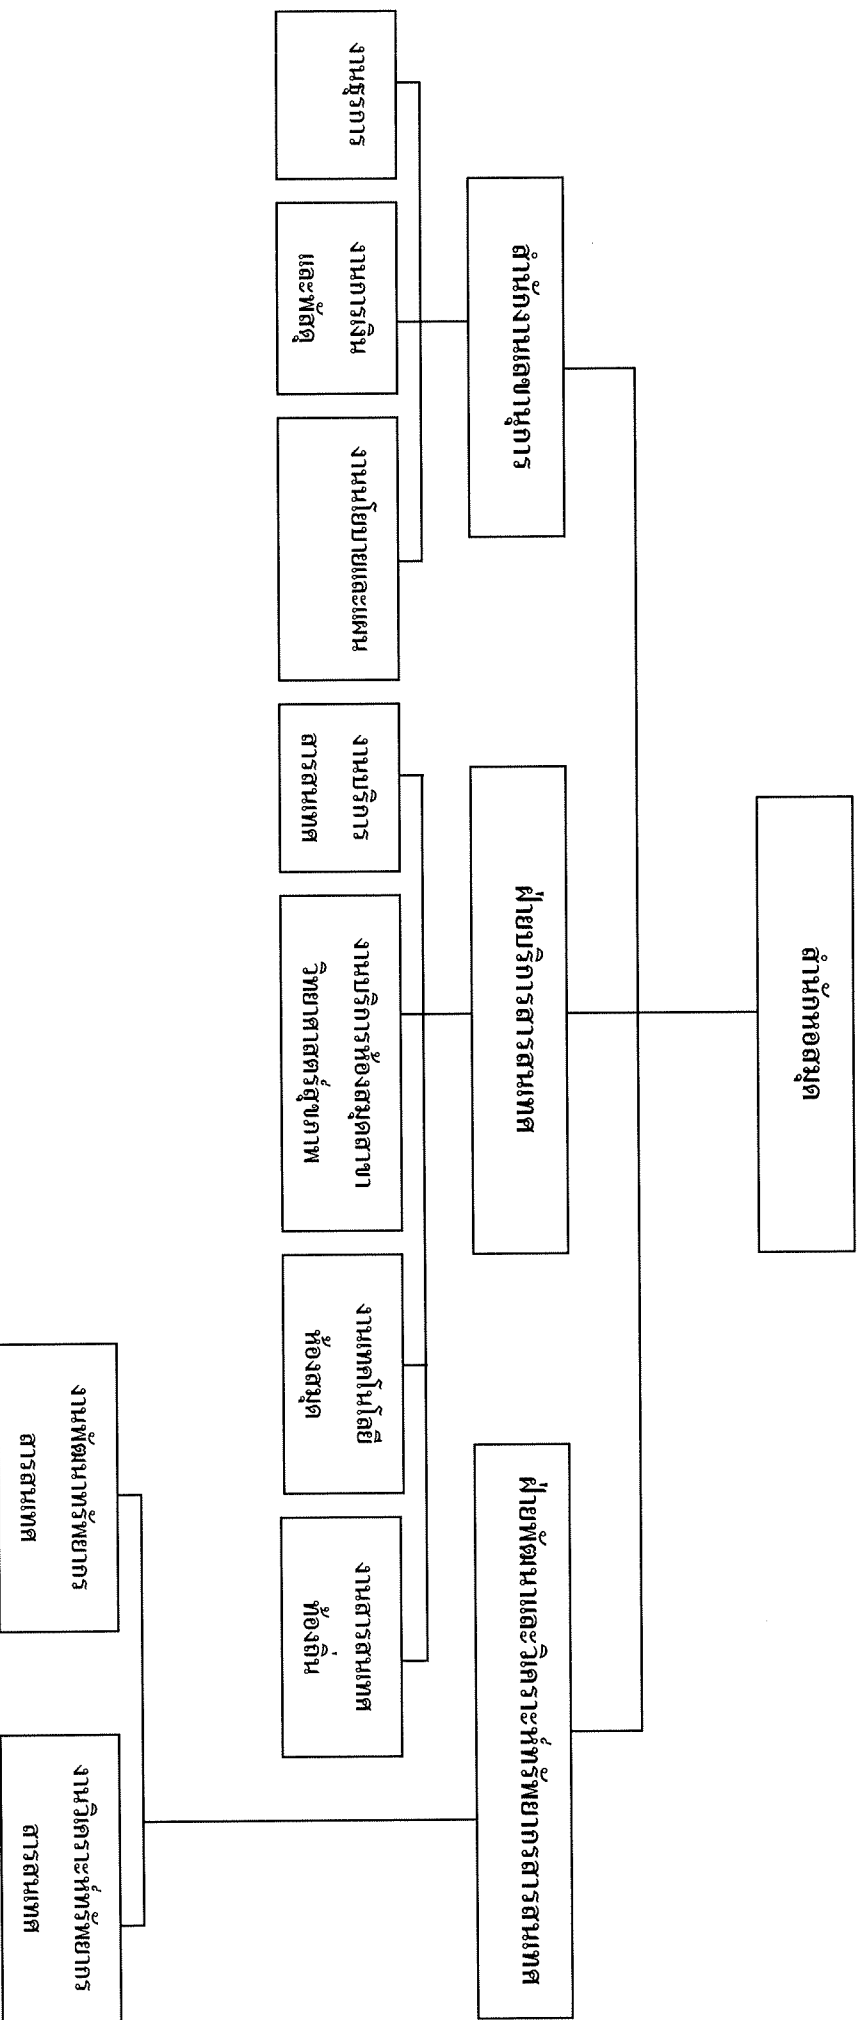 สำนักหอสมุด
สำนักงานเลขานุการ
ฝ่ายบริการสารสนเทศ
ฝ่ายพัฒนาและวิเคราะห์ทรัพยากรสารสนเทศ
งานธุรการ
งานการเงิน
และพัสดุ
งานนโยบายและแผน
งานบริการ
สารสนเทศ
งานบริการห้องสมุดสาขา
วิทยาศาสตร์สุขภาพ
งานเทคโนโลยี
ห้องสมุด
งานสารสนเทศ
ท้องถิ่น
งานพัฒนาทรัพยากร
สารสนเทศ
งานวิเคราะห์ทรัพยากร
สารสนเทศ